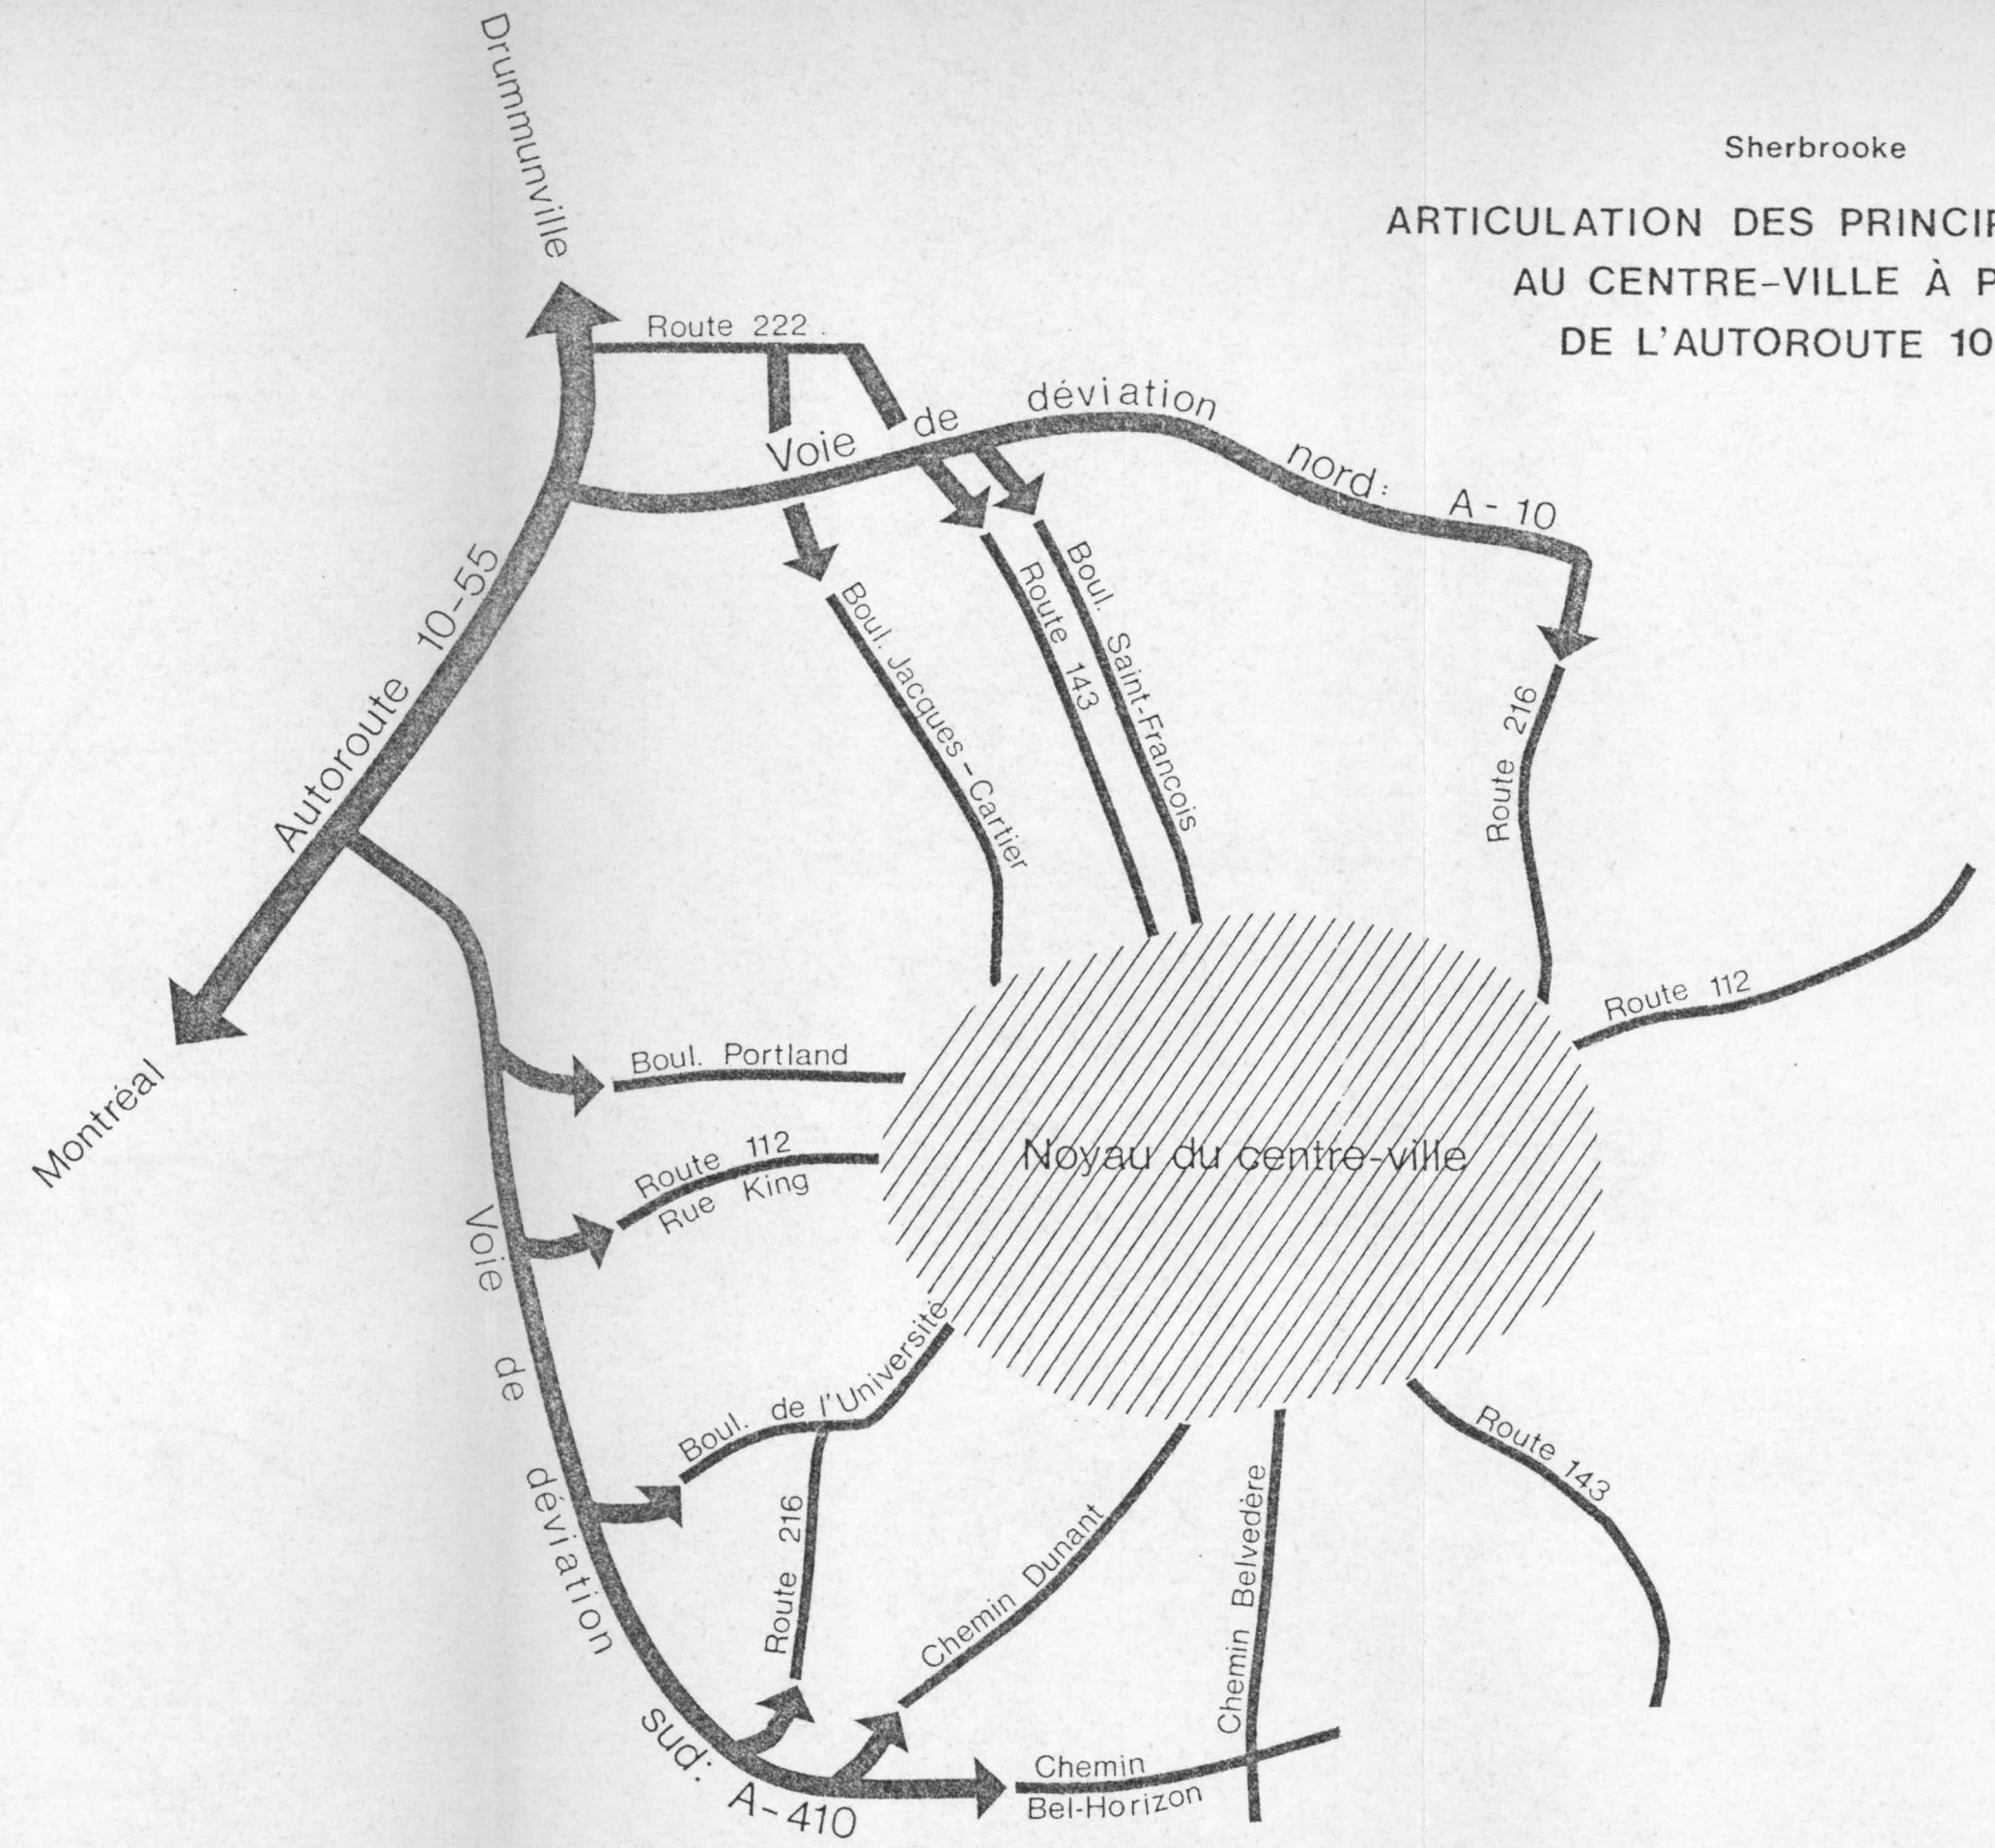 Drummunville
Sherbrooke
ARTICULATION DES PRINCIP
AU CENTRE-VILLE À P
DE L'AUTOROUTE 10
Route 222
Voie de déviation nord: A-10
Autoroute 10-55
Boul. Jacques-Cartier
Route 143
Boul. Saint-Francois
Route 216
Route 112
Montréal
Boul. Portland
Route 112
Rue King
Noyau du centre-ville
Voie de déviation sud: A-410
Boul. de l'Université
Route 216
Chemin Dunant
Chemin Belvedère
Route 143
Chemin
Bel-Horizon